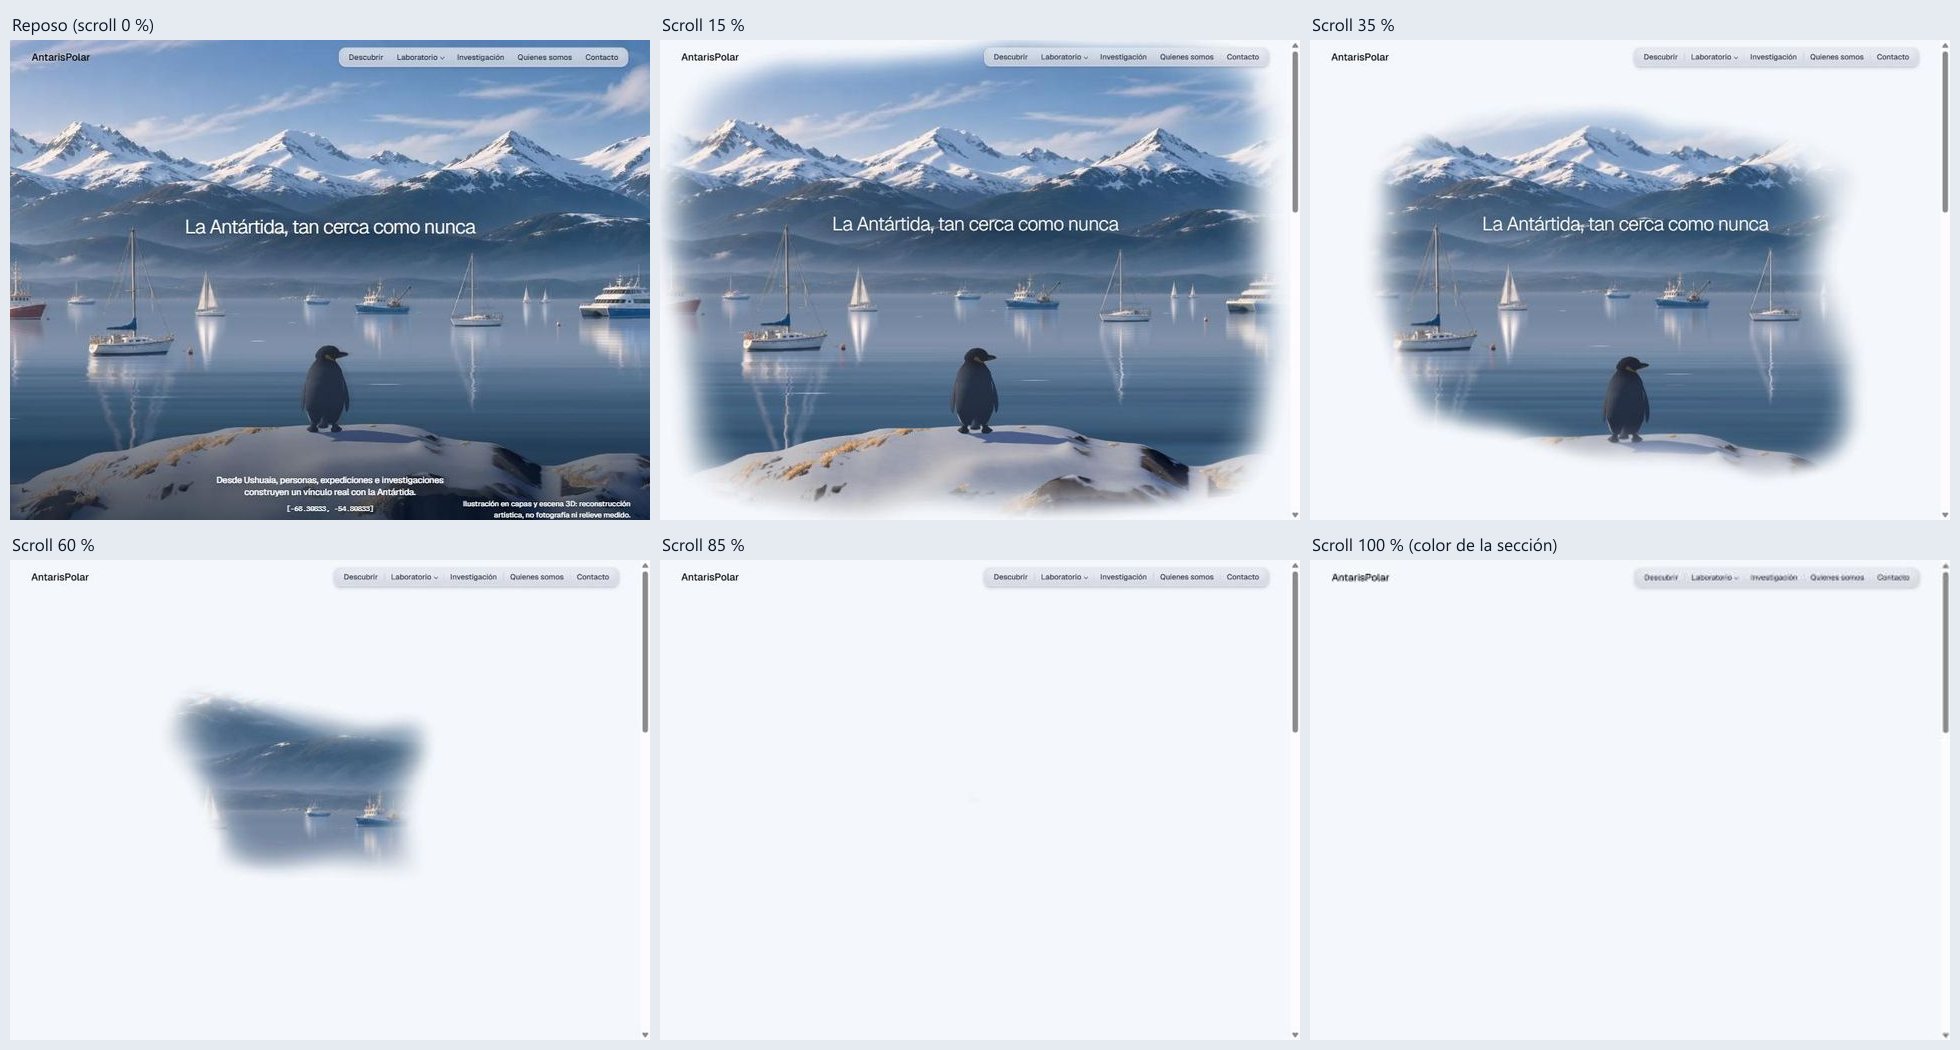 Reposo (scroll 0 %)
AntarisPolar
Descubrir Laboratorio Investigación Quienes somos Contacto
La Antártida, tan cerca como nunca
Desde Ushuaia, personas, expediciones e investigaciones
construyen un vínculo real con la Antártida.
[-68.30833, -54.80833]
Ilustración en capas y escena 3D: reconstrucción
artística, no fotografía ni relieve medido.
Scroll 15 %
AntarisPolar
Descubrir Laboratorio Investigación Quienes somos Contacto
La Antártida, tan cerca como nunca
Scroll 35 %
AntarisPolar
Descubrir Laboratorio Investigación Quienes somos Contacto
La Antártida, tan cerca como nunca
Scroll 60 %
AntarisPolar
Descubrir Laboratorio Investigación Quienes somos Contacto
Scroll 85 %
AntarisPolar
Descubrir Laboratorio Investigación Quienes somos Contacto
Scroll 100 % (color de la sección)
AntarisPolar
Descubrir Laboratorio Investigación Quienes somos Contacto